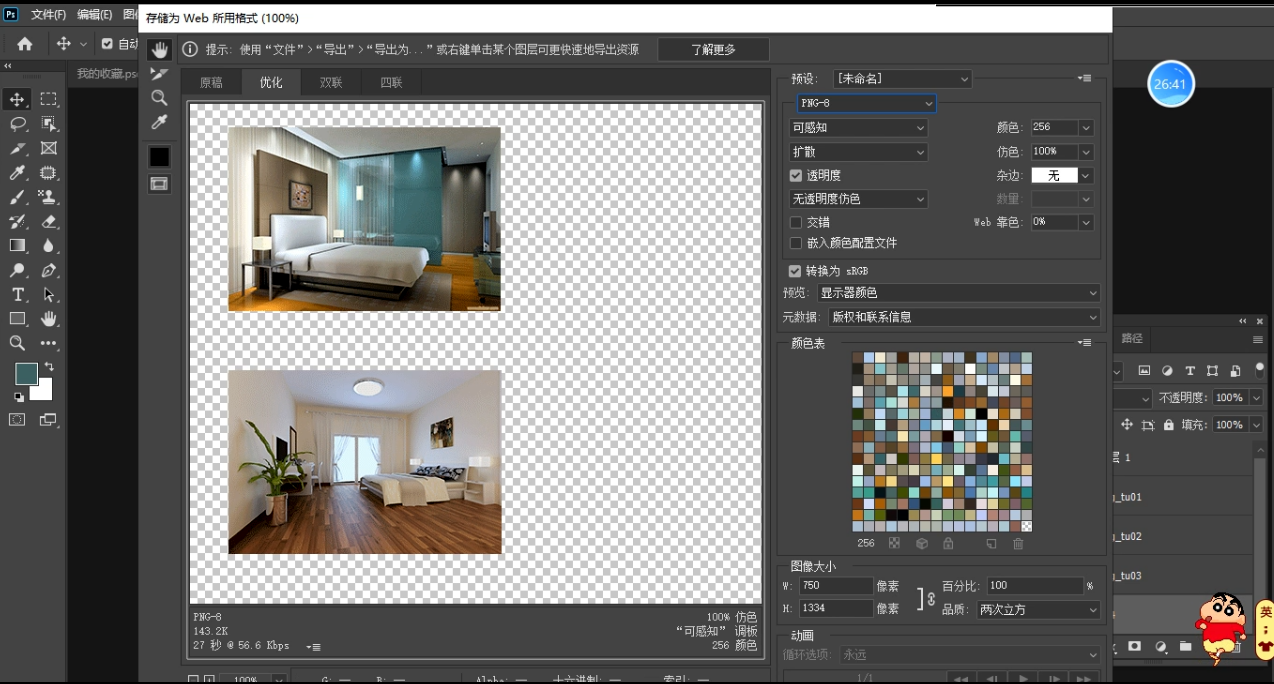 Ps 文件(F) 编辑(E) 图像
存储为 Web 所用格式 (100%)
自动
提示: 使用“文件”>“导出”>“导出为...”或右键单击某个图层可更快速地导出资源
了解更多
我的收藏.ps
原稿 优化 双联 四联
预设: [未命名]
PNG-8
可感知 颜色: 256
扩散 仿色: 100%
透明度 杂边: 无
无透明度仿色 数量:
交错 Web 靠色: 0%
嵌入颜色配置文件
转换为 sRGB
预览: 显示器颜色
元数据: 版权和联系信息
颜色表
256
图像大小
W: 750 像素 百分比: 100 %
H: 1334 像素 品质: 两次立方
动画
循环选项: 永远
1/1
PNG-8 100% 仿色
143.2K “可感知” 调板
27 秒 @ 56.6 Kbps 256 颜色
100% G: -- B: -- Alpha: -- 十六进制: -- 索引: --
26:41
路径
不透明度: 100%
填充: 100%
层 1
_tu01
_tu02
_tu03
英
;